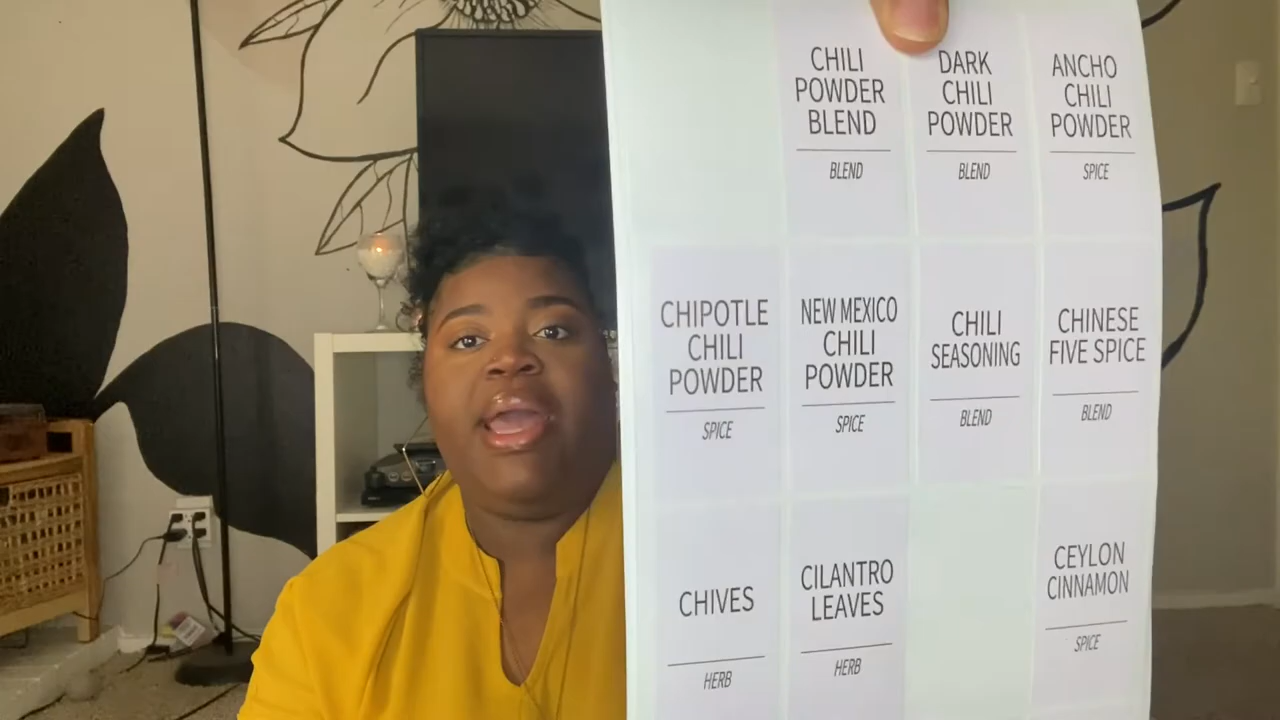 CHILI
POWDER
BLEND
BLEND
DARK
CHILI
POWDER
BLEND
ANCHO
CHILI
POWDER
SPICE
CHIPOTLE
CHILI
POWDER
SPICE
NEW MEXICO
CHILI
POWDER
SPICE
CHILI
SEASONING
BLEND
CHINESE
FIVE SPICE
BLEND
CHIVES
HERB
CILANTRO
LEAVES
HERB
CEYLON
CINNAMON
SPICE